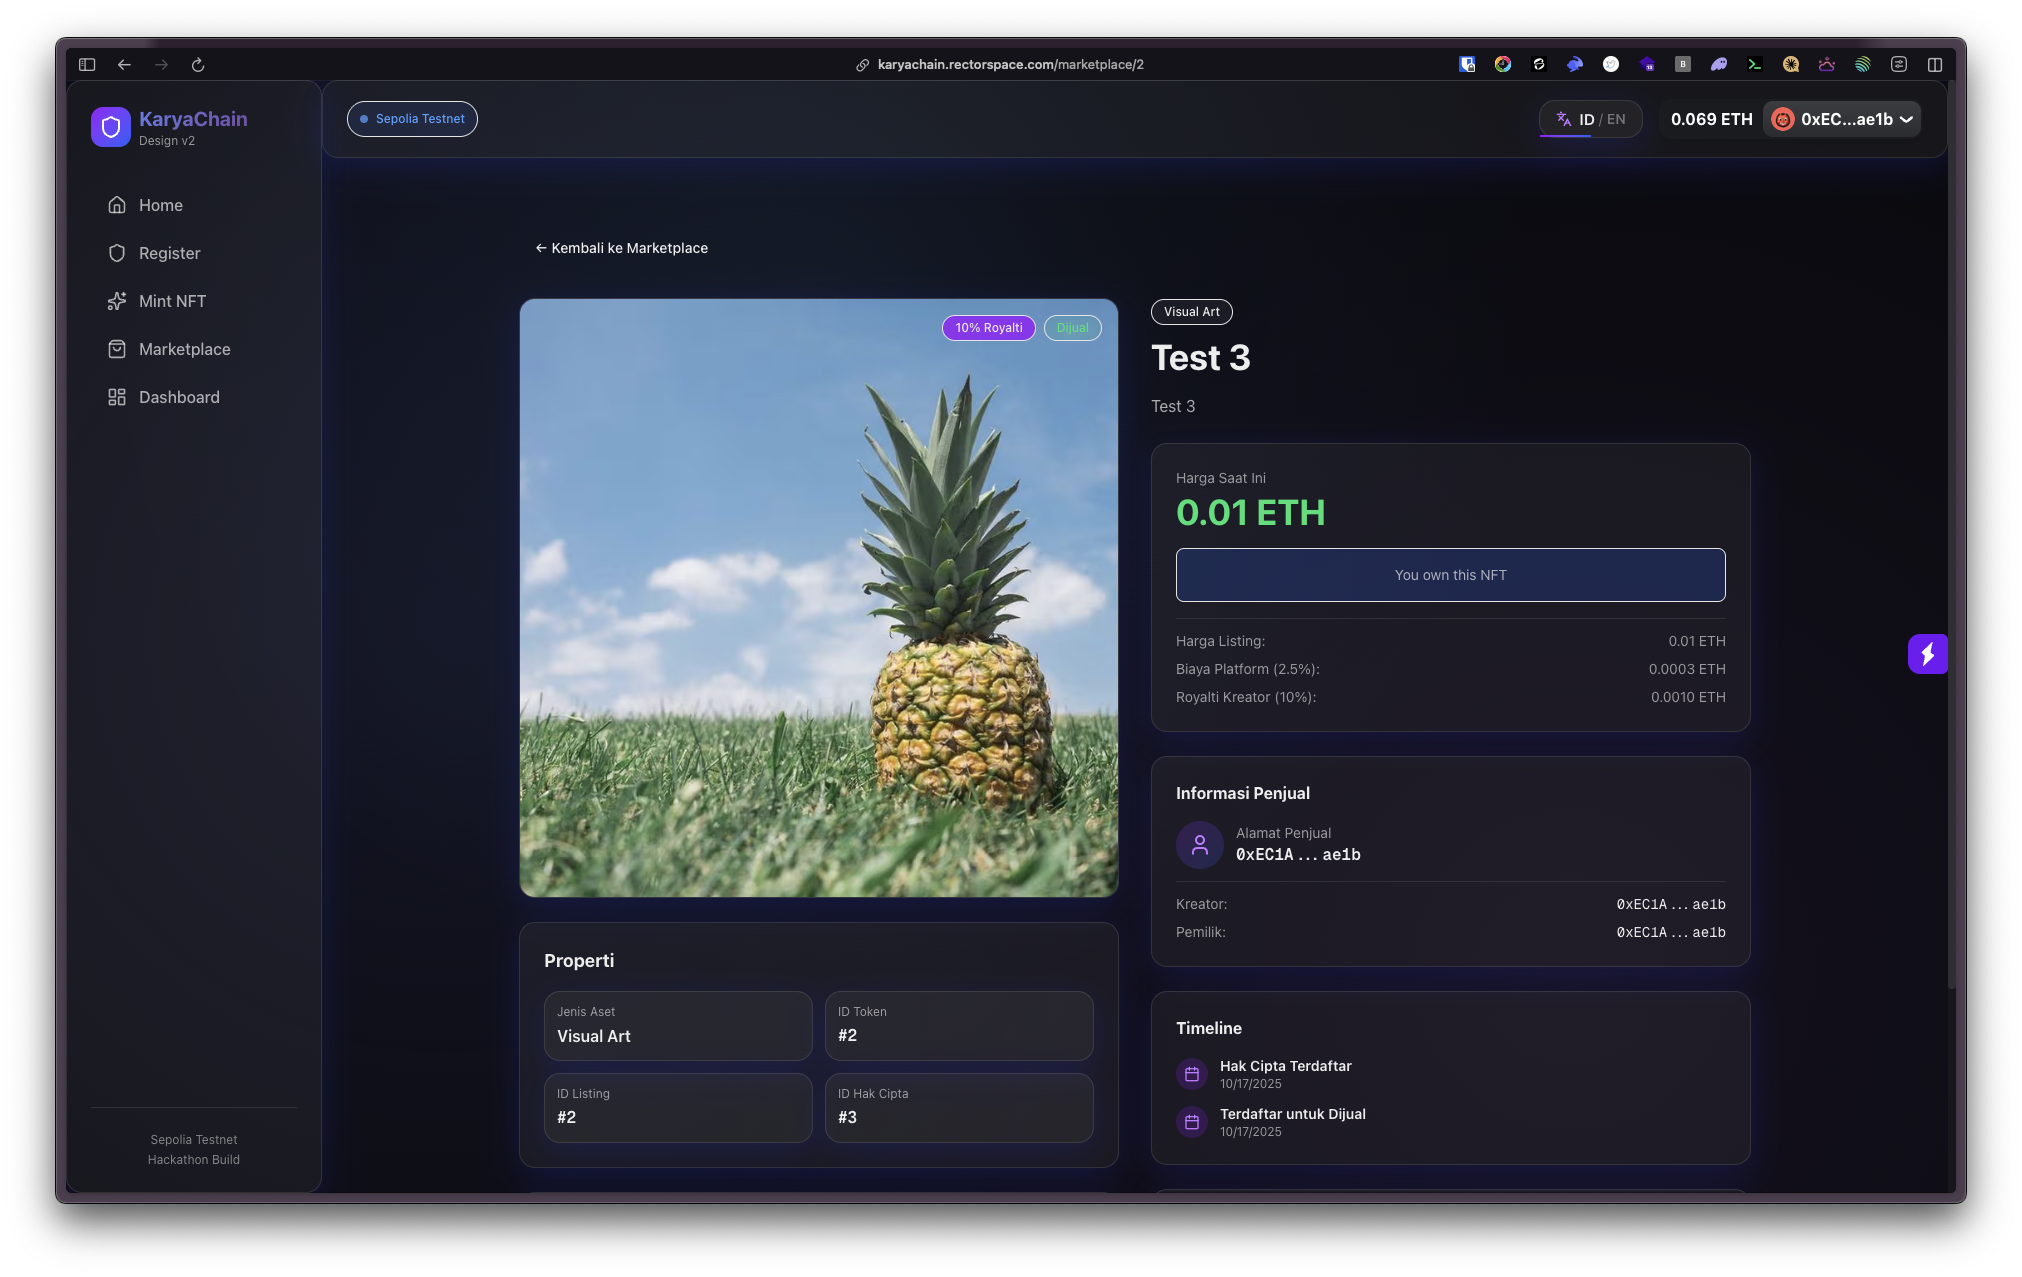 karyachain.rectorspace.com/marketplace/2
KaryaChain
Design v2
Home
Register
Mint NFT
Marketplace
Dashboard
Sepolia Testnet
Hackathon Build
Sepolia Testnet
ID / EN
0.069 ETH
0xEC...ae1b
← Kembali ke Marketplace
10% Royalti
Dijual
Properti
Jenis Aset
Visual Art
ID Token
#2
ID Listing
#2
ID Hak Cipta
#3
Visual Art
Test 3
Test 3
Harga Saat Ini
0.01 ETH
You own this NFT
Harga Listing: 0.01 ETH
Biaya Platform (2.5%): 0.0003 ETH
Royalti Kreator (10%): 0.0010 ETH
Informasi Penjual
Alamat Penjual
0xEC1A...ae1b
Kreator: 0xEC1A...ae1b
Pemilik: 0xEC1A...ae1b
Timeline
Hak Cipta Terdaftar
10/17/2025
Terdaftar untuk Dijual
10/17/2025